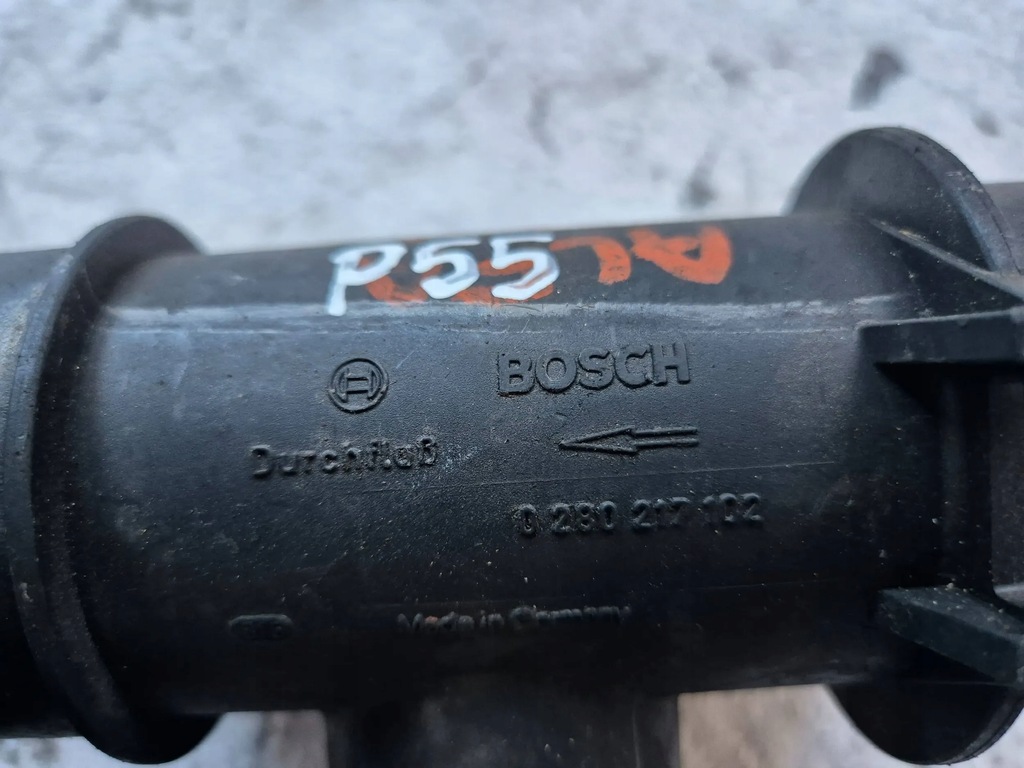 P55
BOSCH
Durchfluß
0 280 217 102
Made in Germany